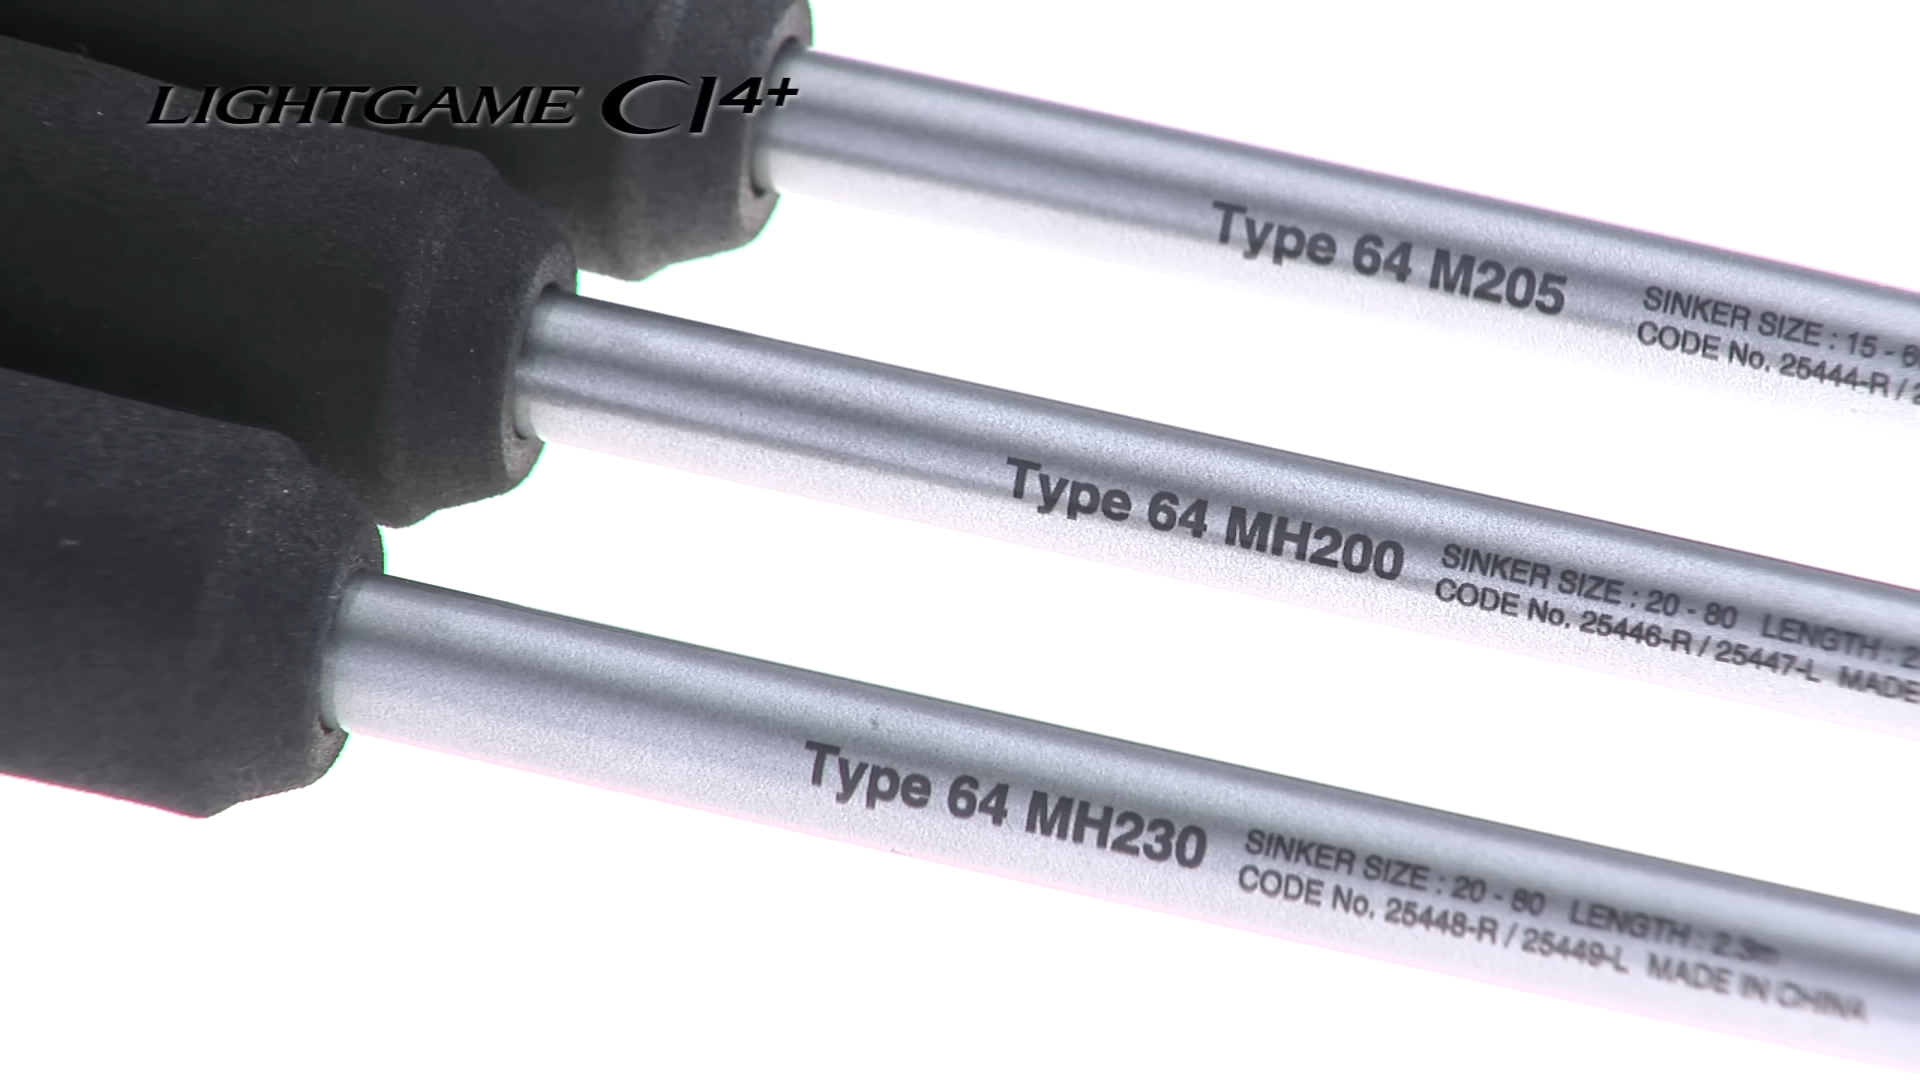 LIGHTGAME CI4+
Type 64 M205
SINKER SIZE : 15 -
CODE No. 25444-R /
Type 64 MH200
SINKER SIZE : 20 - 80 LENGTH :
CODE No. 25446-R / 25447-L MADE
Type 64 MH230
SINKER SIZE : 20 - 80 LENGTH : 2.3m
CODE No. 25448-R / 25449-L MADE IN CHINA